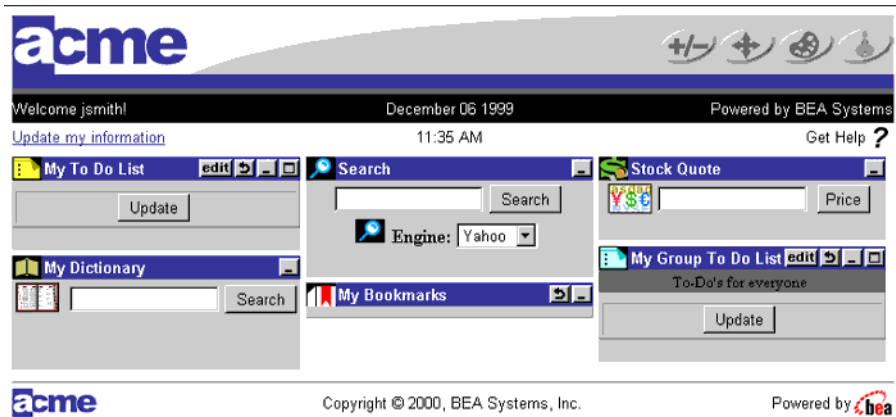 acme
+/-
Welcome jsmith! December 06 1999 Powered by BEA Systems
Update my information 11:35 AM Get Help ?
My To Do List edit
Update
Search
Search
Engine: Yahoo
Stock Quote
¥$€ Price
My Dictionary
Search
My Bookmarks
My Group To Do List edit
To-Do's for everyone
Update
acme Copyright © 2000, BEA Systems, Inc. Powered by bea